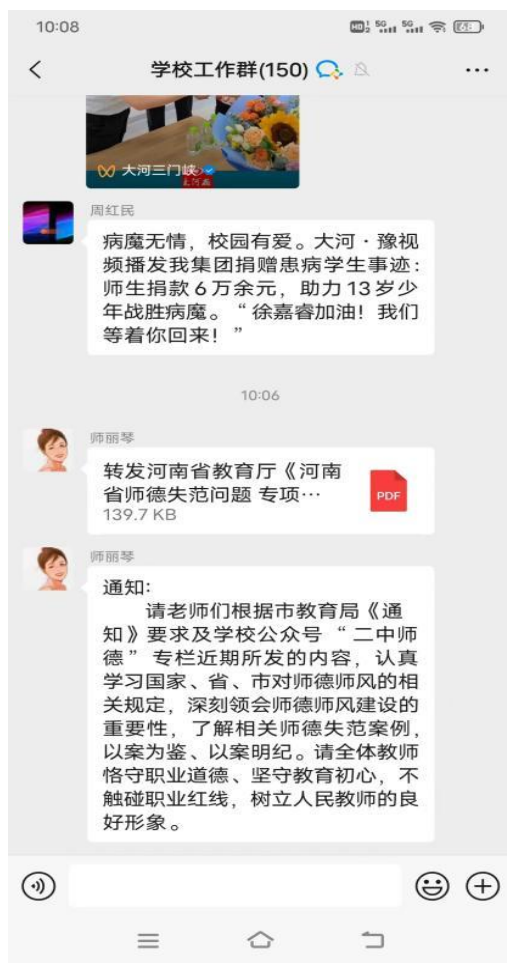 10:08
HD 2 5G 5G 63
学校工作群(150)
大河三门峡
周红民
病魔无情，校园有爱。大河·豫视
频播发我集团捐赠患病学生事迹：
师生捐款6万余元，助力13岁少
年战胜病魔。“徐嘉睿加油！我们
等着你回来！”
10:06
师丽琴
转发河南省教育厅《河南
省师德失范问题 专项…
139.7 KB
PDF
师丽琴
通知：
请老师们根据市教育局《通
知》要求及学校公众号“二中师
德”专栏近期所发的内容，认真
学习国家、省、市对师德师风的相
关规定，深刻领会师德师风建设的
重要性，了解相关师德失范案例，
以案为鉴、以案明纪。请全体教师
恪守职业道德、坚守教育初心，不
触碰职业红线，树立人民教师的良
好形象。